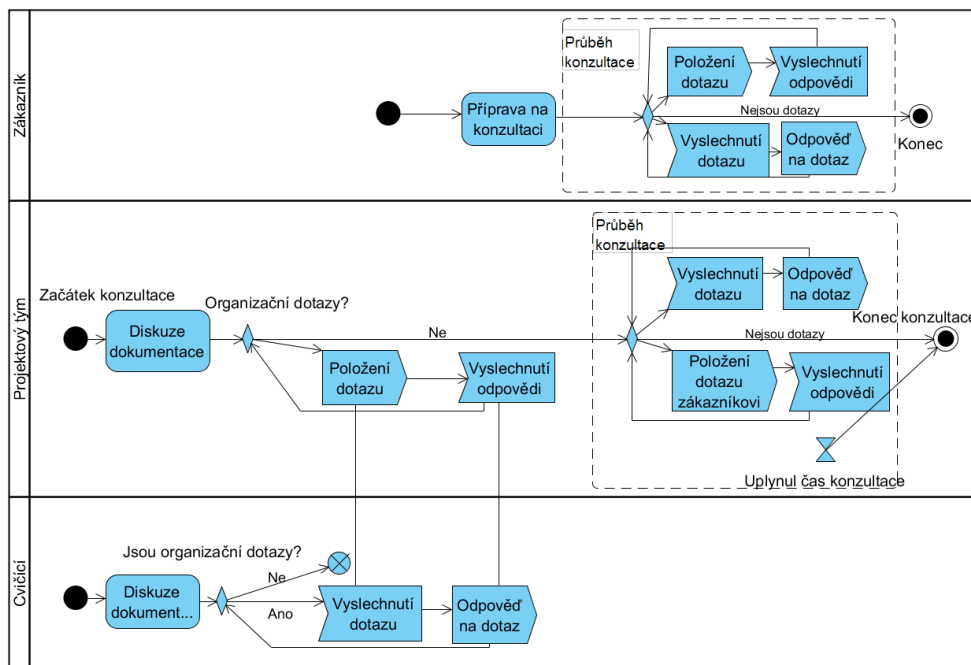 Zákazník
Průběh
konzultace
Položení
dotazu
Vyslechnutí
odpovědi
Příprava na
konzultaci
Nejsou dotazy
Vyslechnutí
dotazu
Odpověď
na dotaz
Konec
Projektový tým
Začátek konzultace
Diskuze
dokumentace
Organizační dotazy?
Ne
Položení
dotazu
Vyslechnutí
odpovědi
Průběh
konzultace
Vyslechnutí
dotazu
Odpověď
na dotaz
Konec konzultace
Nejsou dotazy
Položení
dotazu
zákazníkovi
Vyslechnutí
odpovědi
Uplynul čas konzultace
Cvičící
Jsou organizační dotazy?
Diskuze
dokument...
Ne
Ano
Vyslechnutí
dotazu
Odpověď
na dotaz